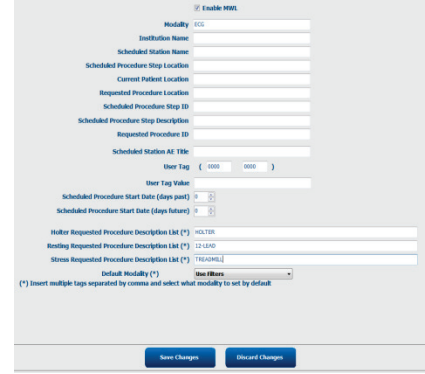 Enable MWL
Modality ECG
Institution Name
Scheduled Station Name
Scheduled Procedure Step Location
Current Patient Location
Requested Procedure Location
Scheduled Procedure Step ID
Scheduled Procedure Step Description
Requested Procedure ID
Scheduled Station AE Title
User Tag ( 0000 0000 )
User Tag Value
Scheduled Procedure Start Date (days past) 0
Scheduled Procedure Start Date (days future) 0
Holter Requested Procedure Description List (*) HOLTER
Resting Requested Procedure Description List (*) 12-LEAD
Stress Requested Procedure Description List (*) TREADMILL
Default Modality (*) Use Filters
(*) Insert multiple tags separated by comma and select what modality to set by default
Save Changes Discard Changes